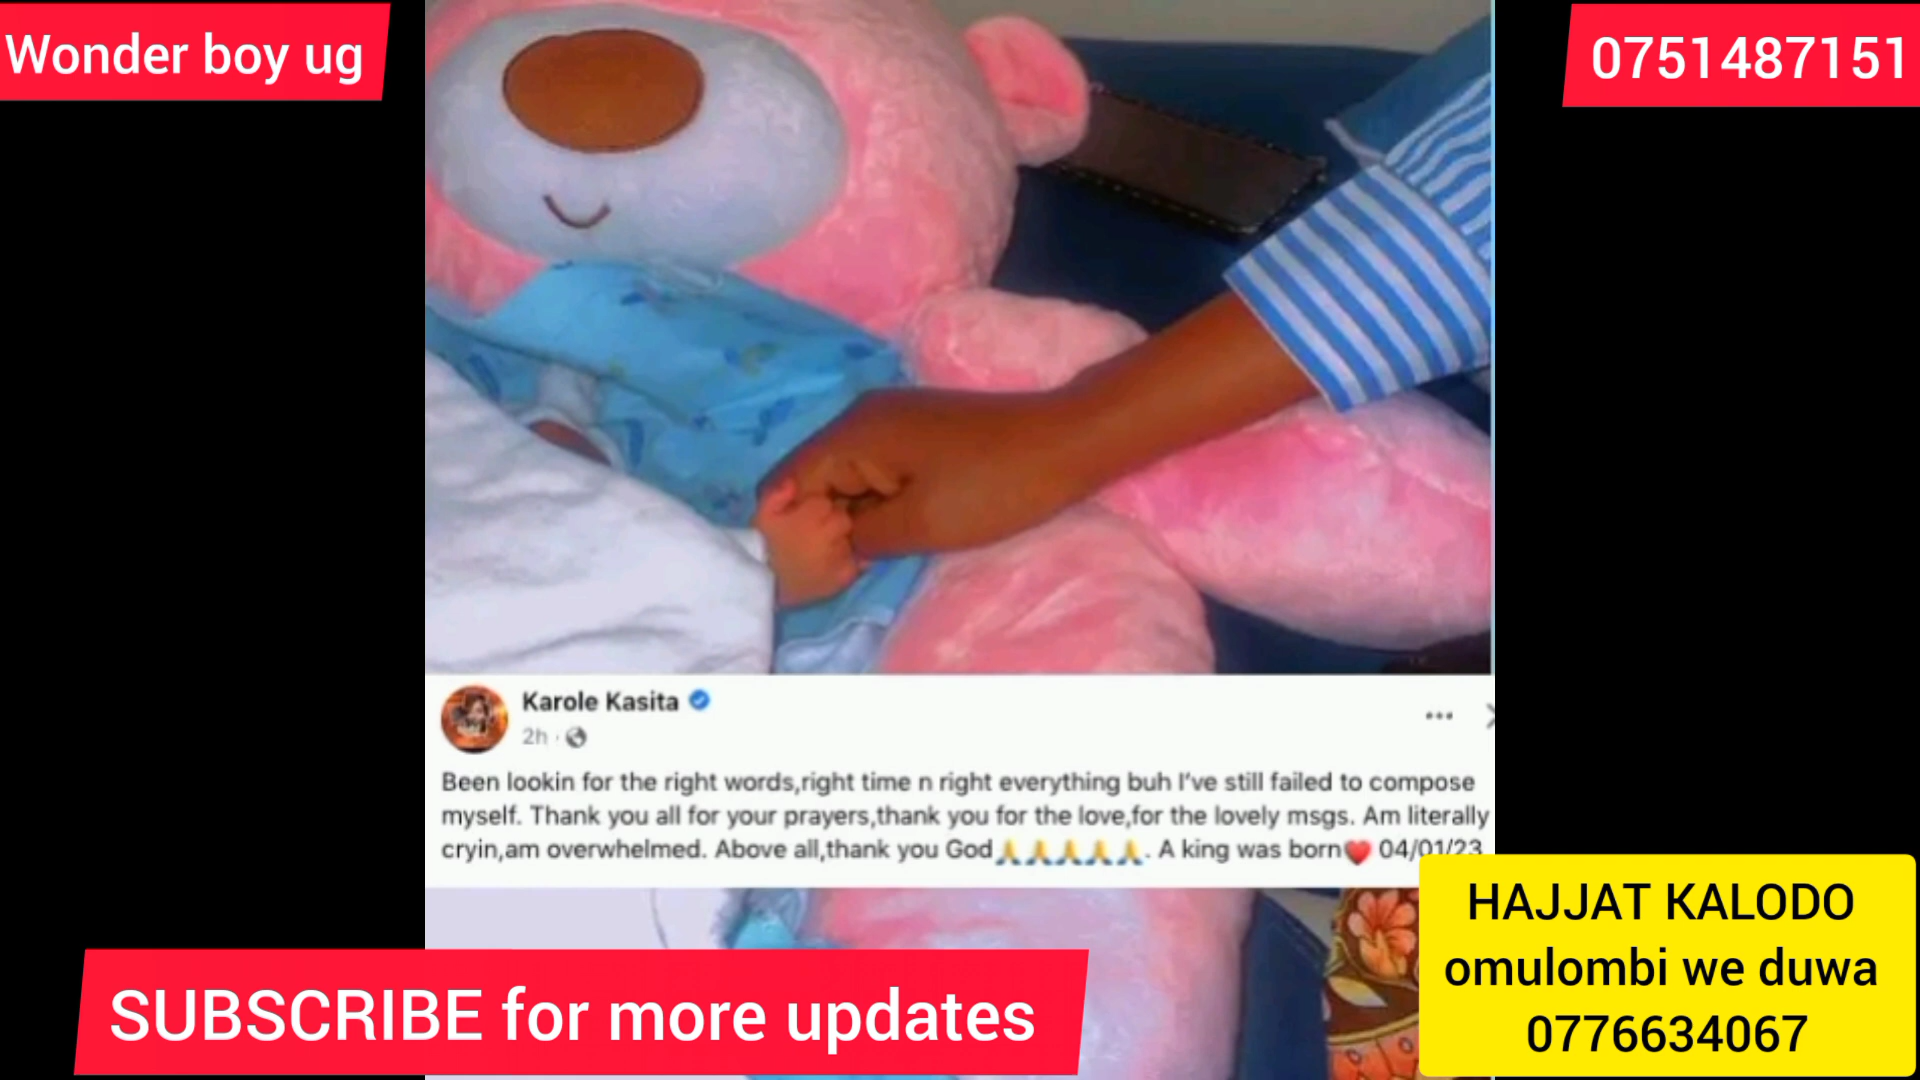 Wonder boy ug
0751487151
Karole Kasita
2h ·
Been lookin for the right words,right time n right everything buh I've still failed to compose
myself. Thank you all for your prayers,thank you for the love,for the lovely msgs. Am literally
cryin,am overwhelmed. Above all,thank you God🙏🙏🙏🙏🙏. A king was born❤️ 04/01/23
SUBSCRIBE for more updates
HAJJAT KALODO
omulombi we duwa
0776634067